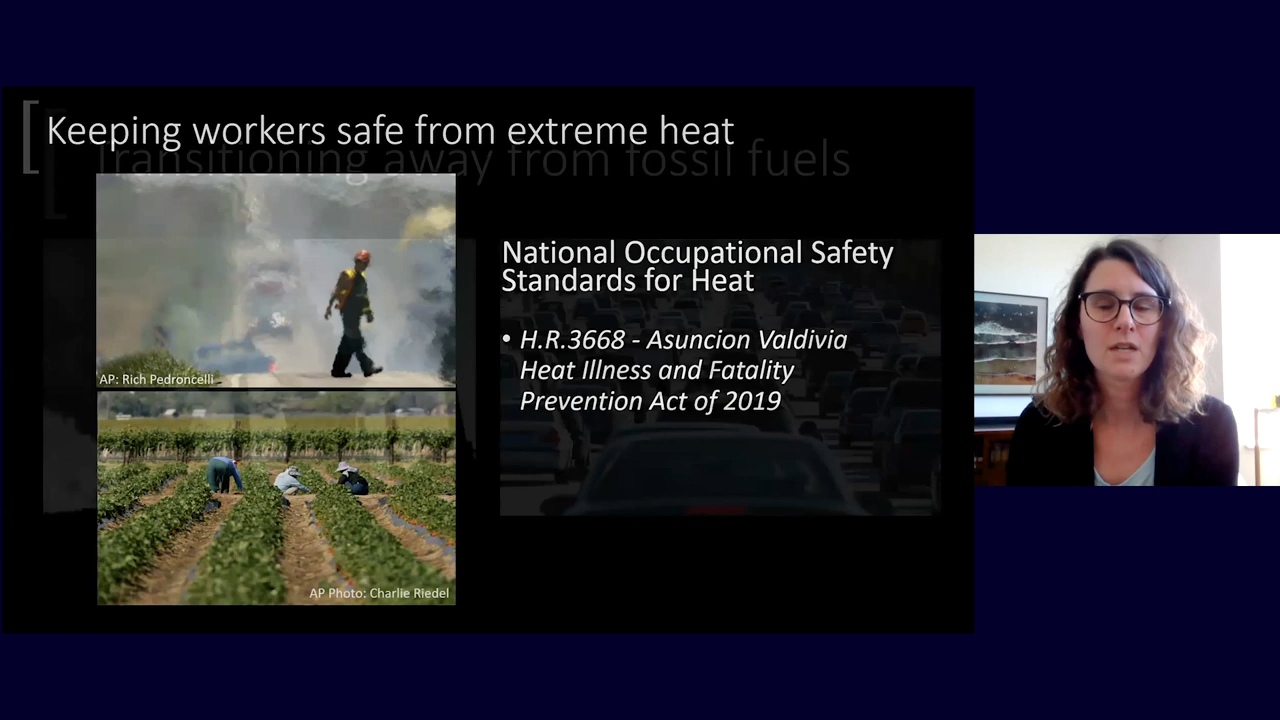 Keeping workers safe from extreme heat
Transitioning away from fossil fuels
National Occupational Safety
Standards for Heat
• H.R.3668 - Asuncion Valdivia
Heat Illness and Fatality
Prevention Act of 2019
AP: Rich Pedroncelli
AP Photo: Charlie Riedel